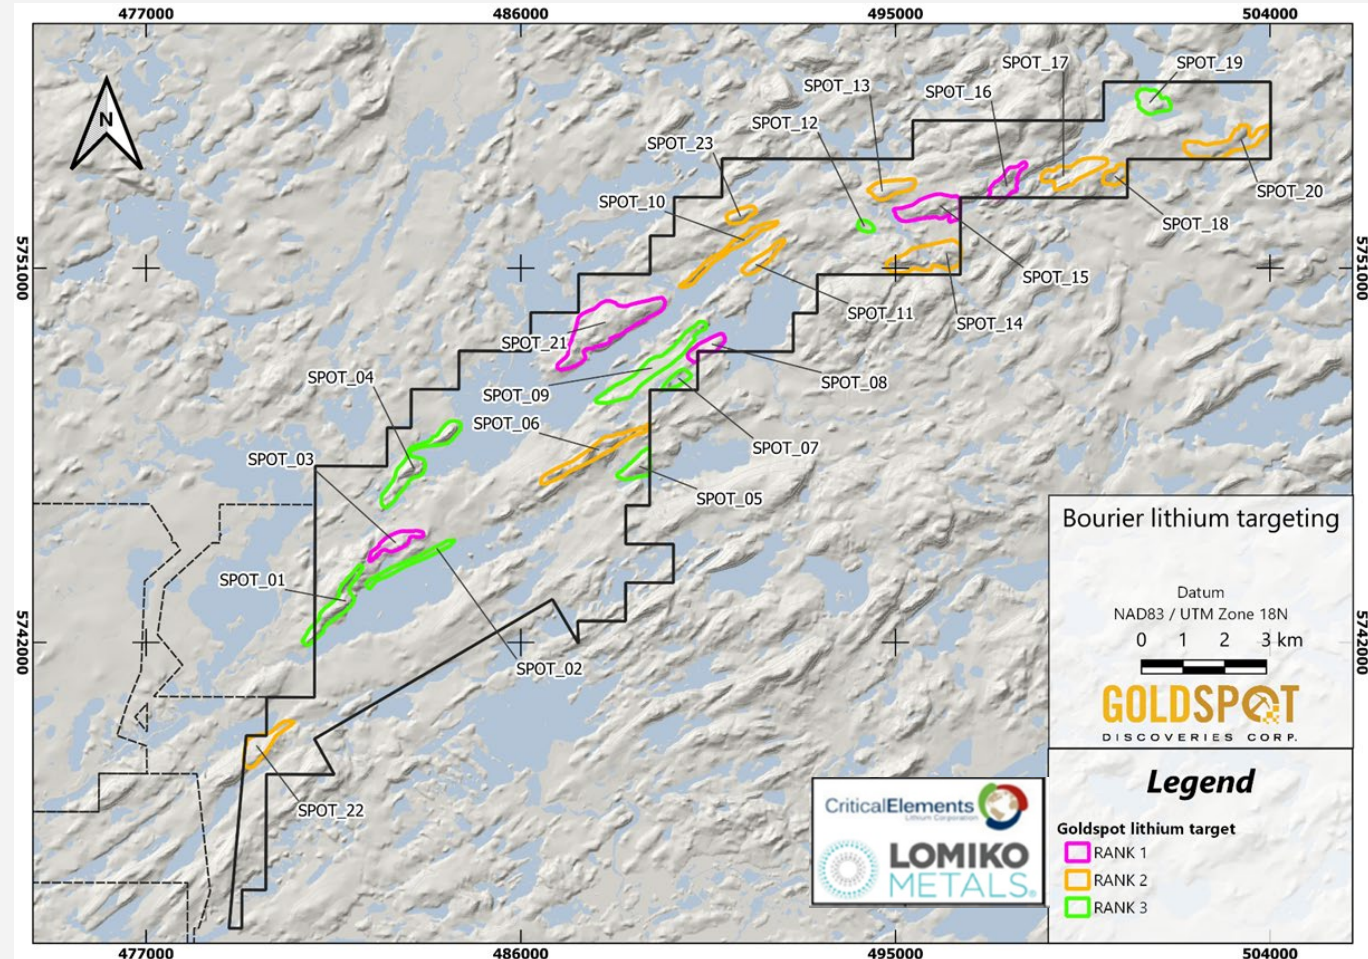 477000
486000
495000
504000
N
SPOT_17
SPOT_19
SPOT_13
SPOT_16
SPOT_12
SPOT_23
SPOT_10
SPOT_20
SPOT_18
SPOT_15
SPOT_11
SPOT_14
SPOT_21
SPOT_04
SPOT_09
SPOT_08
SPOT_06
SPOT_07
SPOT_03
SPOT_05
SPOT_01
SPOT_02
SPOT_22
5751000
5751000
5742000
5742000
Bourier lithium targeting
Datum
NAD83 / UTM Zone 18N
0 1 2 3 km
GOLDSPOT
DISCOVERIES CORP.
CriticalElements
Lithium Corporation
LOMIKO
METALS®
Legend
Goldspot lithium target
RANK 1
RANK 2
RANK 3
477000
486000
495000
504000